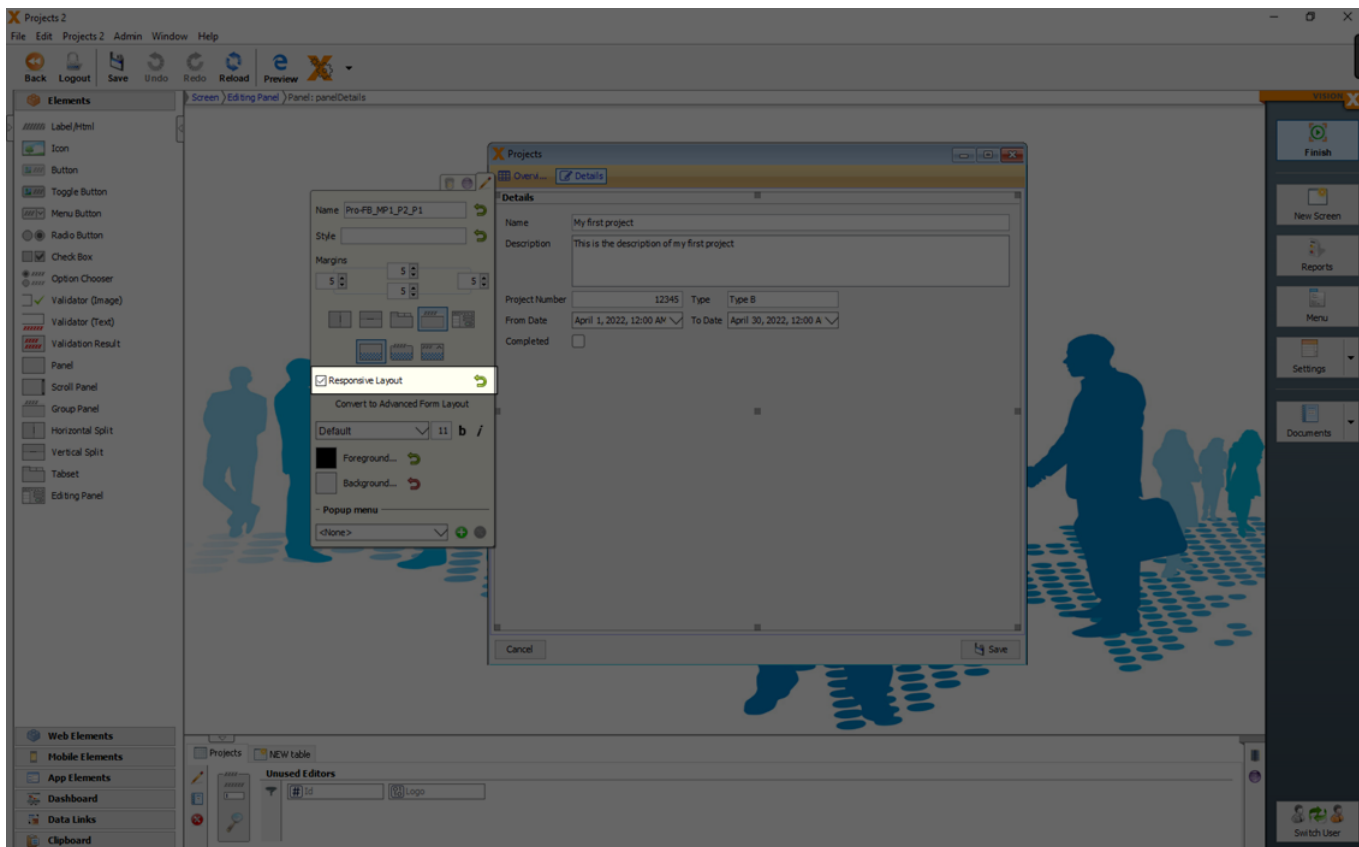 Projects 2
File Edit Projects 2 Admin Window Help
Back Logout Save Undo Redo Reload Preview
Elements
Screen Editing Panel Panel: panelDetails
VISION X
Label/Html
Icon
Button
Toggle Button
Menu Button
Radio Button
Check Box
Option Chooser
Validator (Image)
Validator (Text)
Validation Result
Panel
Scroll Panel
Group Panel
Horizontal Split
Vertical Split
Tabset
Editing Panel
Web Elements
Mobile Elements
App Elements
Dashboard
Data Links
Clipboard
Name Pro-FB_MP1_P2_P1
Style
Margins
5
5 5
5
Responsive Layout
Convert to Advanced Form Layout
Default 11 b i
Foreground...
Background...
Popup menu
<None>
Projects
Overvi... Details
Details
Name My first project
Description This is the description of my first project
Project Number 12345 Type Type B
From Date April 1, 2022, 12:00 AM To Date April 30, 2022, 12:00 A
Completed
Cancel Save
Projects NEW table
Unused Editors
# Id Logo
Finish
New Screen
Reports
Menu
Settings
Documents
Switch User